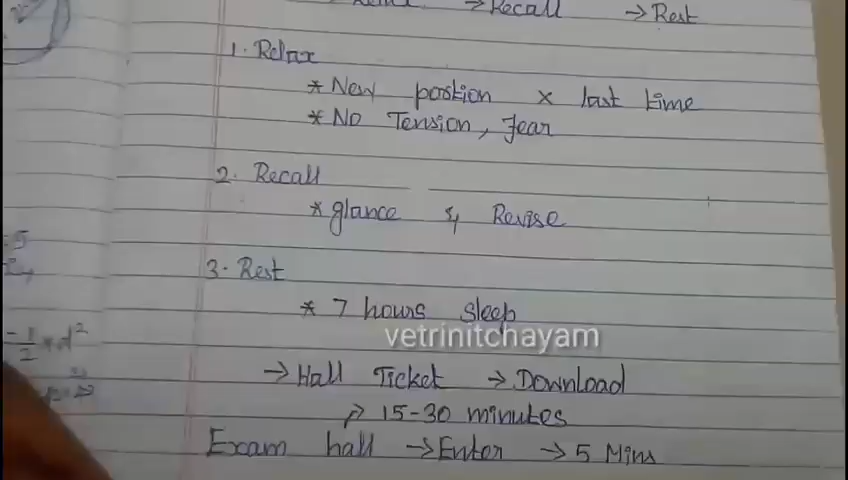 →Recall →Rest
1. Relax
* New portion × last time
* No Tension, fear
2. Recall
* glance & Revise
3. Rest
* 7 hours sleep
vetrinitchayam
→Hall Ticket →Download
→ 15-30 minutes
Exam hall →Enter →5 Mins